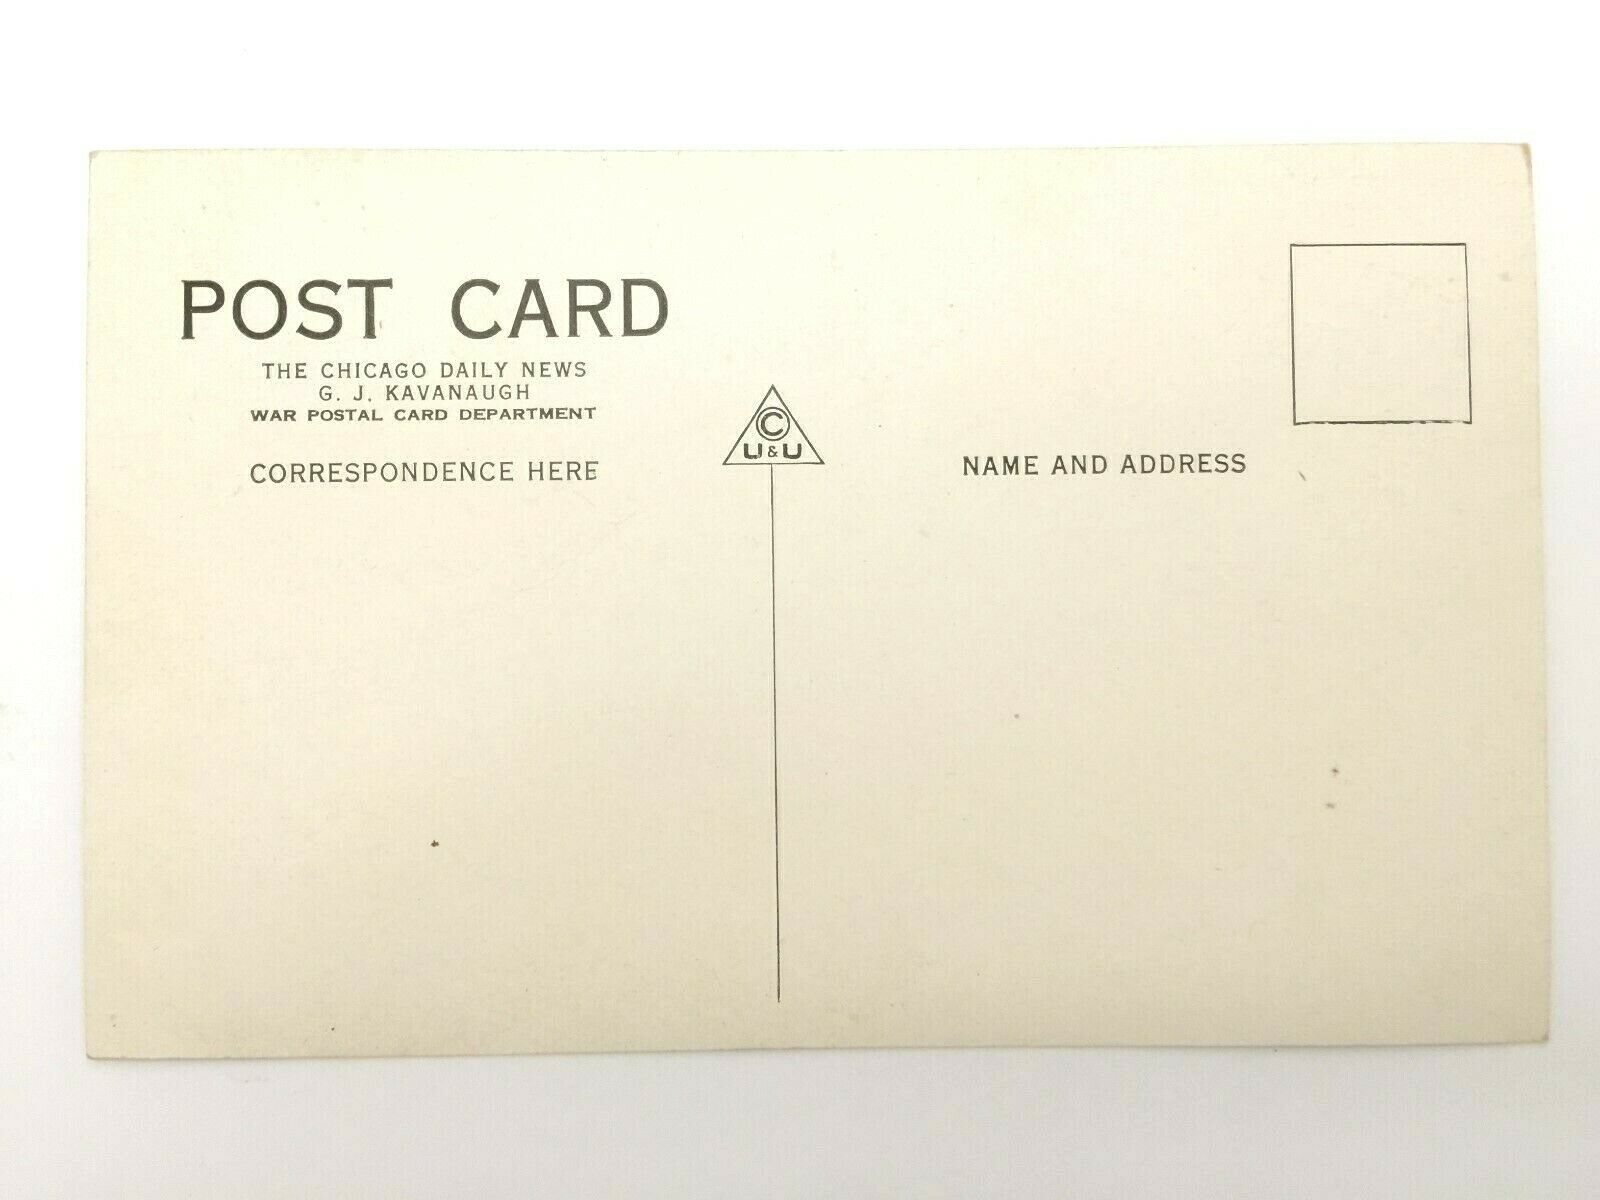 POST CARD
THE CHICAGO DAILY NEWS
G. J. KAVANAUGH
WAR POSTAL CARD DEPARTMENT
CORRESPONDENCE HERE
©
U & U
NAME AND ADDRESS